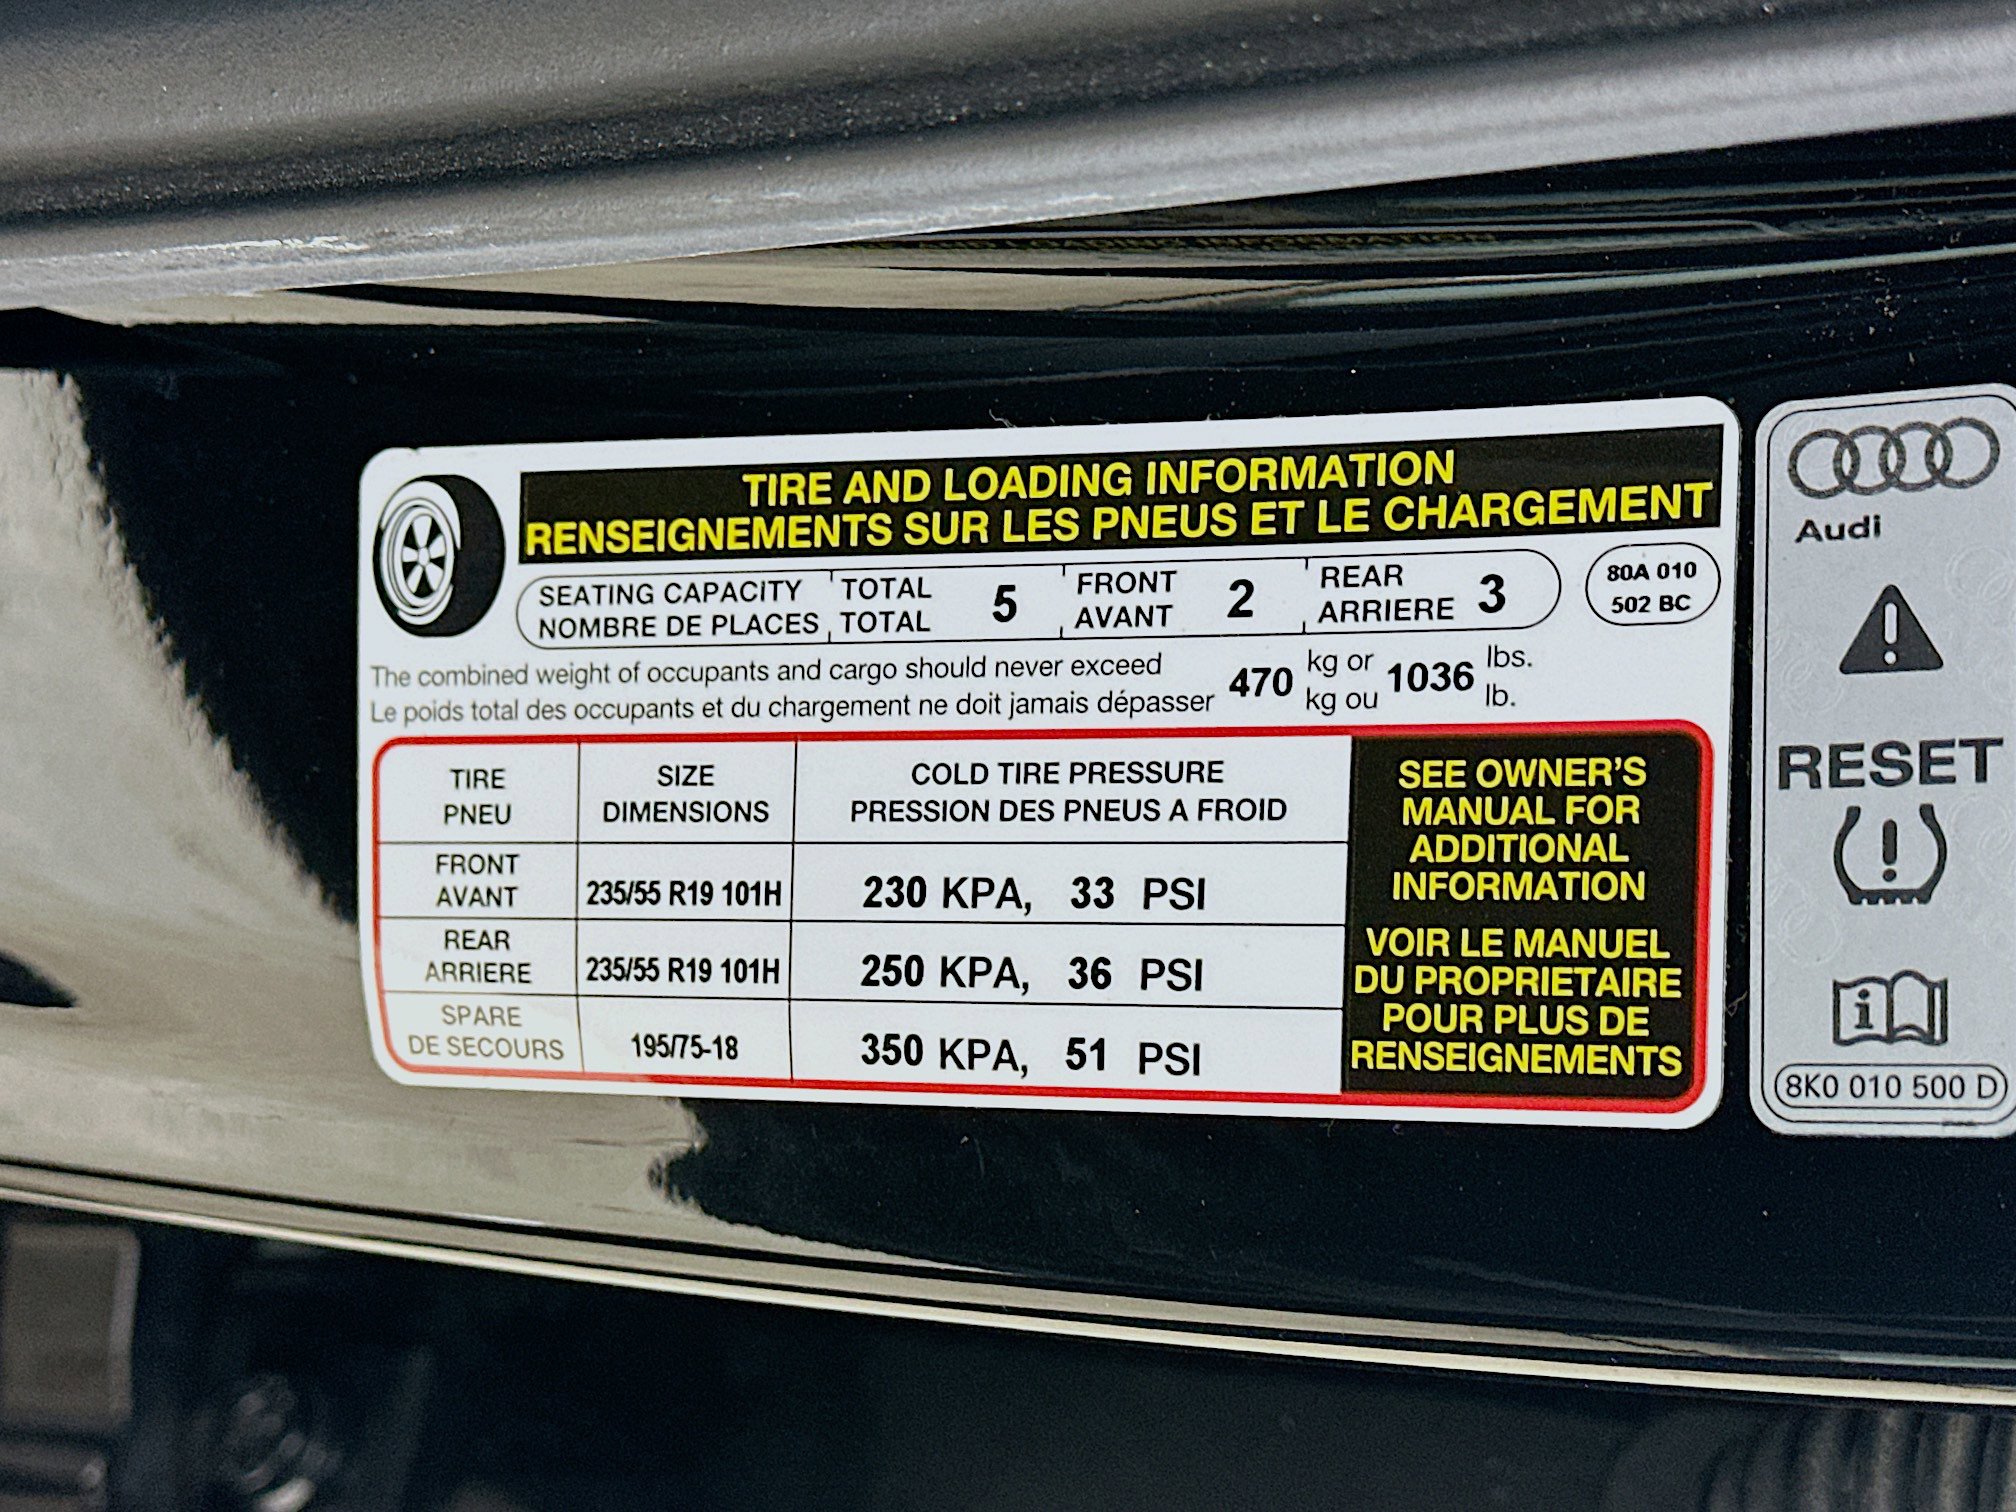 TIRE AND LOADING INFORMATION
RENSEIGNEMENTS SUR LES PNEUS ET LE CHARGEMENT
SEATING CAPACITY TOTAL 5 FRONT 2 REAR 3
NOMBRE DE PLACES TOTAL AVANT ARRIERE
80A 010
502 BC
The combined weight of occupants and cargo should never exceed 470 kg or 1036 lbs.
Le poids total des occupants et du chargement ne doit jamais dépasser kg ou lb.
TIRE SIZE COLD TIRE PRESSURE
PNEU DIMENSIONS PRESSION DES PNEUS A FROID
FRONT
AVANT 235/55 R19 101H 230 KPA, 33 PSI
REAR
ARRIERE 235/55 R19 101H 250 KPA, 36 PSI
SPARE
DE SECOURS 195/75-18 350 KPA, 51 PSI
SEE OWNER'S
MANUAL FOR
ADDITIONAL
INFORMATION
VOIR LE MANUEL
DU PROPRIETAIRE
POUR PLUS DE
RENSEIGNEMENTS
Audi
RESET
8K0 010 500 D